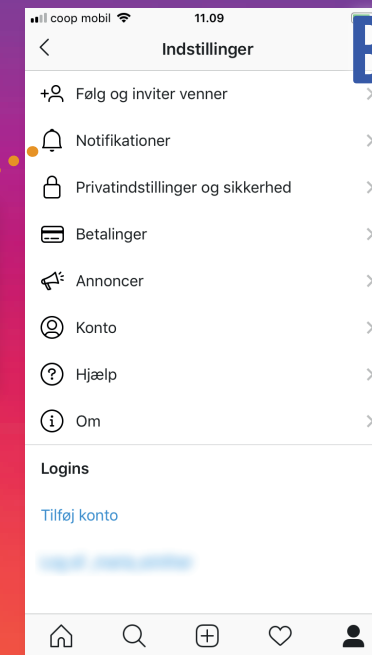 coop mobil
11.09
Indstillinger
Følg og inviter venner
Notifikationer
Privatindstillinger og sikkerhed
Betalinger
Annoncer
Konto
Hjælp
Om
Logins
Tilføj konto